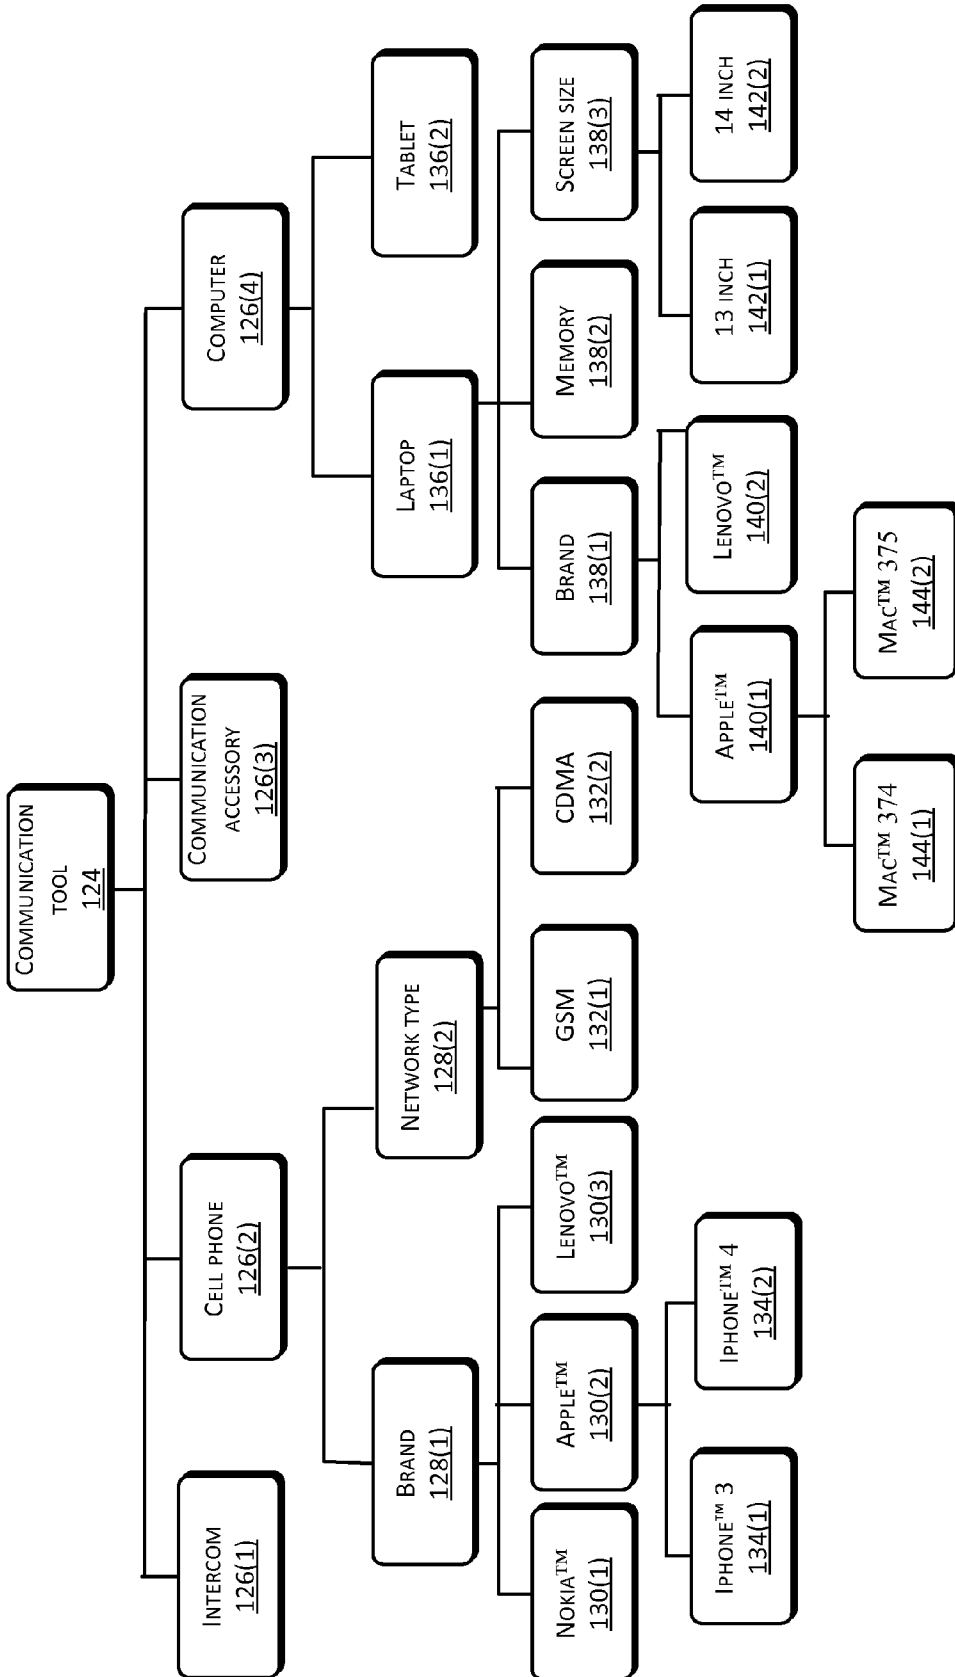 COMMUNICATION
TOOL
124
INTERCOM
126(1)
CELL PHONE
126(2)
COMMUNICATION
ACCESSORY
126(3)
COMPUTER
126(4)
BRAND
128(1)
NETWORK TYPE
128(2)
LAPTOP
136(1)
TABLET
136(2)
NOKIA™
130(1)
APPLE™
130(2)
LENOVO™
130(3)
GSM
132(1)
CDMA
132(2)
BRAND
138(1)
MEMORY
138(2)
SCREEN SIZE
138(3)
IPHONE™ 3
134(1)
IPHONE™ 4
134(2)
APPLE™
140(1)
LENOVO™
140(2)
13 INCH
142(1)
14 INCH
142(2)
MAC™ 374
144(1)
MAC™ 375
144(2)